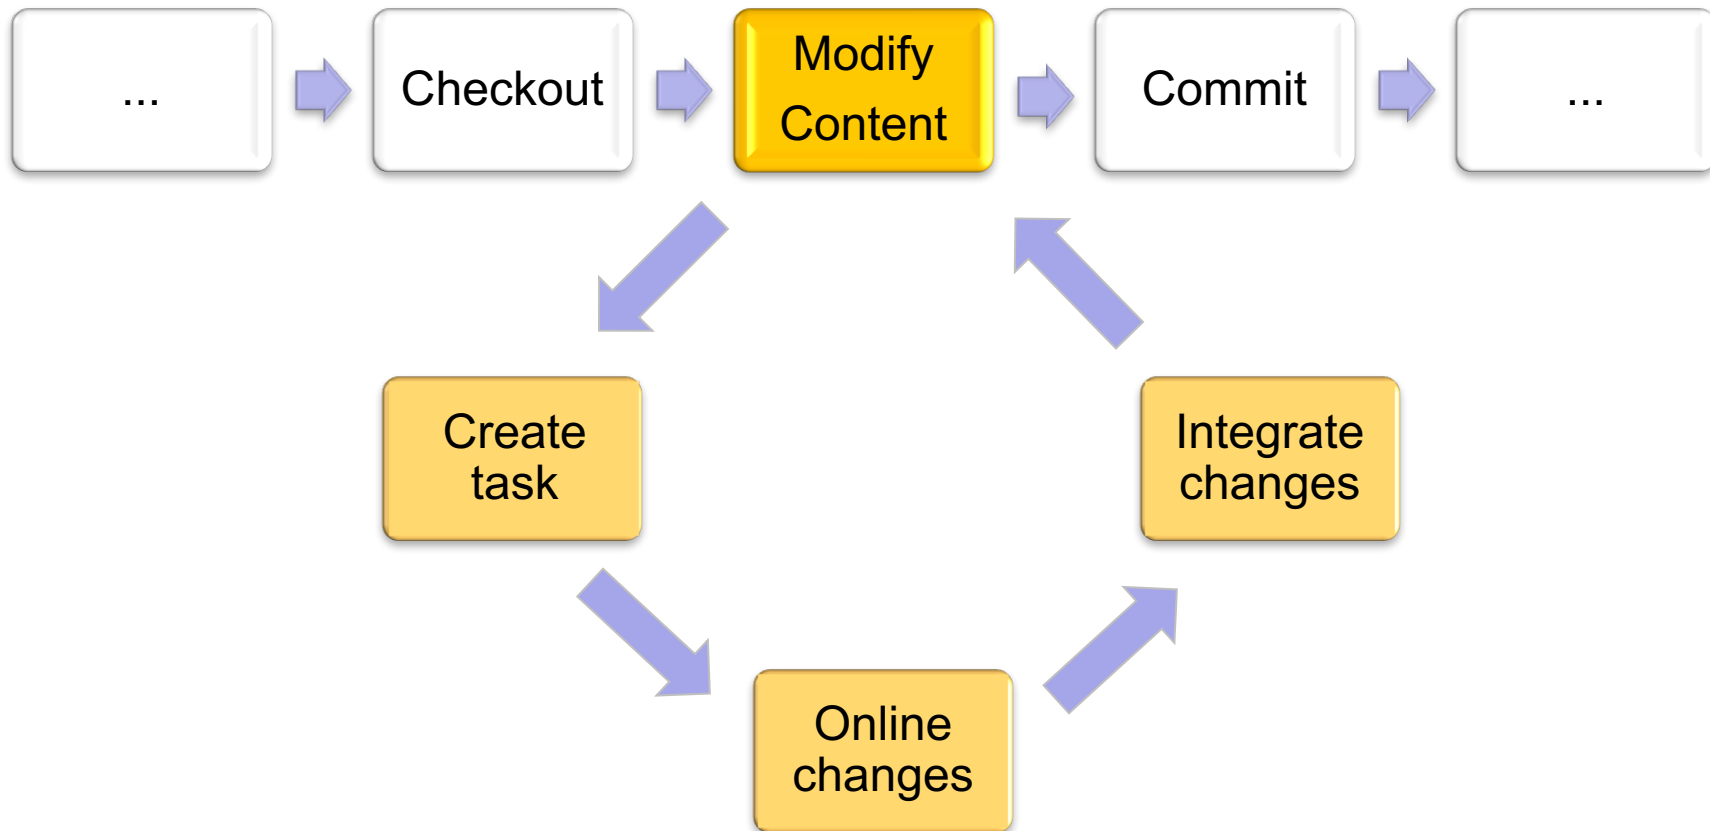 ...
Checkout
Modify
Content
Commit
...
Create
task
Integrate
changes
Online
changes